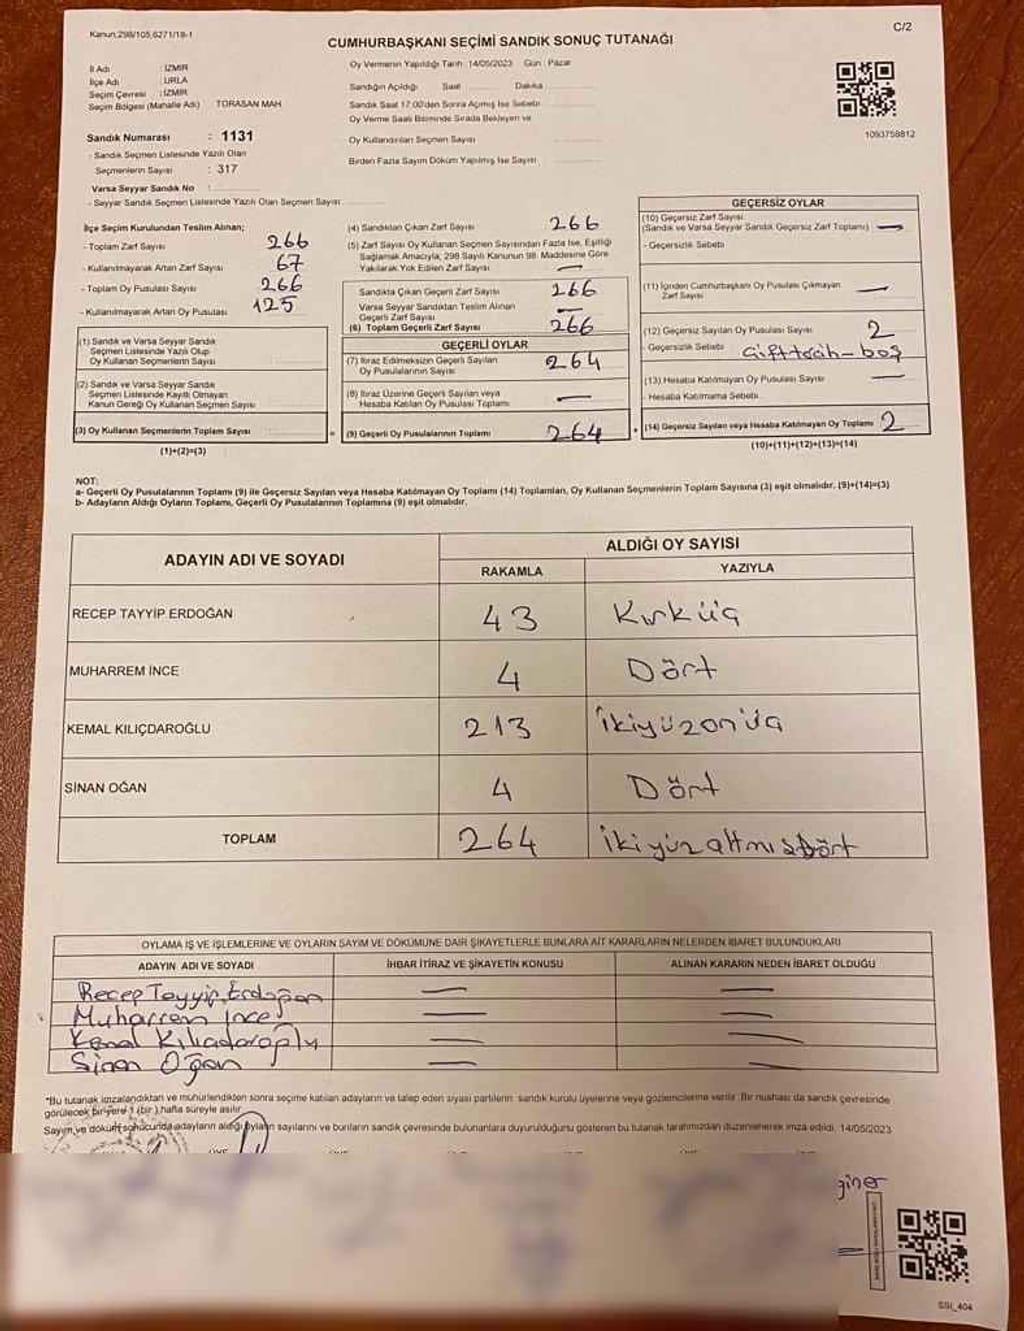 Kanun:298/105,6271/18-1
C/2
CUMHURBAŞKANI SEÇİMİ SANDIK SONUÇ TUTANAĞI
İl Adı : İZMİR
İlçe Adı : URLA
Seçim Çevresi : İZMİR
Seçim Bölgesi (Mahalle Adı) TORASAN MAH
Sandık Numarası : 1131
- Sandık Seçmen Listesinde Yazılı Olan
Seçmenlerin Sayısı : 317
Varsa Seyyar Sandık No :
- Seyyar Sandık Seçmen Listesinde Yazılı Olan Seçmen Sayısı
Oy Vermenin Yapıldığı Tarih :14/05/2023 Gün : Pazar
Sandığın Açıldığı Saat Dakika
Sandık Saat 17.00'den Sonra Açılmış İse Sebebi
Oy Verme Saati Bitiminde Sırada Bekleyen ve
Oy Kullandırılan Seçmen Sayısı
Birden Fazla Sayım Döküm Yapılmış İse Sayısı
1093758812
İlçe Seçim Kurulundan Teslim Alınan;
- Toplam Zarf Sayısı 266
- Kullanılmayarak Artan Zarf Sayısı 67
- Toplam Oy Pusulası Sayısı 266
- Kullanılmayarak Artan Oy Pusulası 125
(1) Sandık ve Varsa Seyyar Sandık
Seçmen Listesinde Yazılı Olup
Oy Kullanan Seçmenlerin Sayısı
(2) Sandık ve Varsa Seyyar Sandık
Seçmen Listesinde Kayıtlı Olmayan
Kanun Gereği Oy Kullanan Seçmen Sayısı
(3) Oy Kullanan Seçmenlerin Toplam Sayısı
(1)+(2)=(3)
(4) Sandıktan Çıkan Zarf Sayısı 266
(5) Zarf Sayısı Oy Kullanan Seçmen Sayısından Fazla İse, Eşitliği
Sağlamak Amacıyla; 298 Sayılı Kanunun 98. Maddesine Göre
Yakılarak Yok Edilen Zarf Sayısı —
Sandıkta Çıkan Geçerli Zarf Sayısı 266
Varsa Seyyar Sandıktan Teslim Alınan
Geçerli Zarf Sayısı —
(6) Toplam Geçerli Zarf Sayısı 266
GEÇERLİ OYLAR
(7) İtiraz Edilmeksizin Geçerli Sayılan
Oy Pusulalarının Sayısı 264
(8) İtiraz Üzerine Geçerli Sayılan veya
Hesaba Katılan Oy Pusulası Toplamı —
(9) Geçerli Oy Pusulalarının Toplamı 264
GEÇERSİZ OYLAR
(10) Geçersiz Zarf Sayısı
(Sandık ve Varsa Seyyar Sandık Geçersiz Zarf Toplamı) —
- Geçersizlik Sebebi
(11) İçinden Cumhurbaşkanı Oy Pusulası Çıkmayan
Zarf Sayısı —
(12) Geçersiz Sayılan Oy Pusulası Sayısı 2
- Geçersizlik Sebebi Çift tercih-boş
(13) Hesaba Katılmayan Oy Pusulası Sayısı —
- Hesaba Katılmama Sebebi
(14) Geçersiz Sayılan veya Hesaba Katılmayan Oy Toplamı 2
(10)+(11)+(12)+(13)=(14)
NOT:
a- Geçerli Oy Pusulalarının Toplamı (9) ile Geçersiz Sayılan veya Hesaba Katılmayan Oy Toplamı (14) Toplamları, Oy Kullanan Seçmenlerin Toplam Sayısına (3) eşit olmalıdır. (9)+(14)=(3)
b- Adayların Aldığı Oyların Toplamı, Geçerli Oy Pusulalarının Toplamına (9) eşit olmalıdır.
ADAYIN ADI VE SOYADI
ALDIĞI OY SAYISI
RAKAMLA YAZIYLA
RECEP TAYYİP ERDOĞAN 43 Kırküç
MUHARREM İNCE 4 Dört
KEMAL KILIÇDAROĞLU 213 İkiyüzonüç
SİNAN OĞAN 4 Dört
TOPLAM 264 İkiyüzaltmışdört
OYLAMA İŞ VE İŞLEMLERİNE VE OYLARIN SAYIM VE DÖKÜMÜNE DAİR ŞİKAYETLERLE BUNLARA AİT KARARLARIN NELERDEN İBARET BULUNDUKLARI
ADAYIN ADI VE SOYADI İHBAR İTİRAZ VE ŞİKAYETİN KONUSU ALINAN KARARIN NEDEN İBARET OLDUĞU
Recep Tayyip Erdoğan — —
Muharrem İnce — —
Kemal Kılıçdaroğlu — —
Sinan Oğan — —
*Bu tutanak imzalandıktan ve mühürlendikten sonra seçime katılan adayların ve talep eden siyasi partilerin sandık kurulu üyelerine veya gözlemcilerine verilir. Bir nüshası da sandık çevresinde
görülecek bir yere 1 (bir) hafta süreyle asılır.
Sayım ve döküm sonucunda adayların aldığı oyların sayılarını ve bunların sandık çevresinde bulunanlara duyurulduğunu gösteren bu tutanak tarafımızdan düzenlenerek imza edildi. 14/05/2023
giner
SSI_404